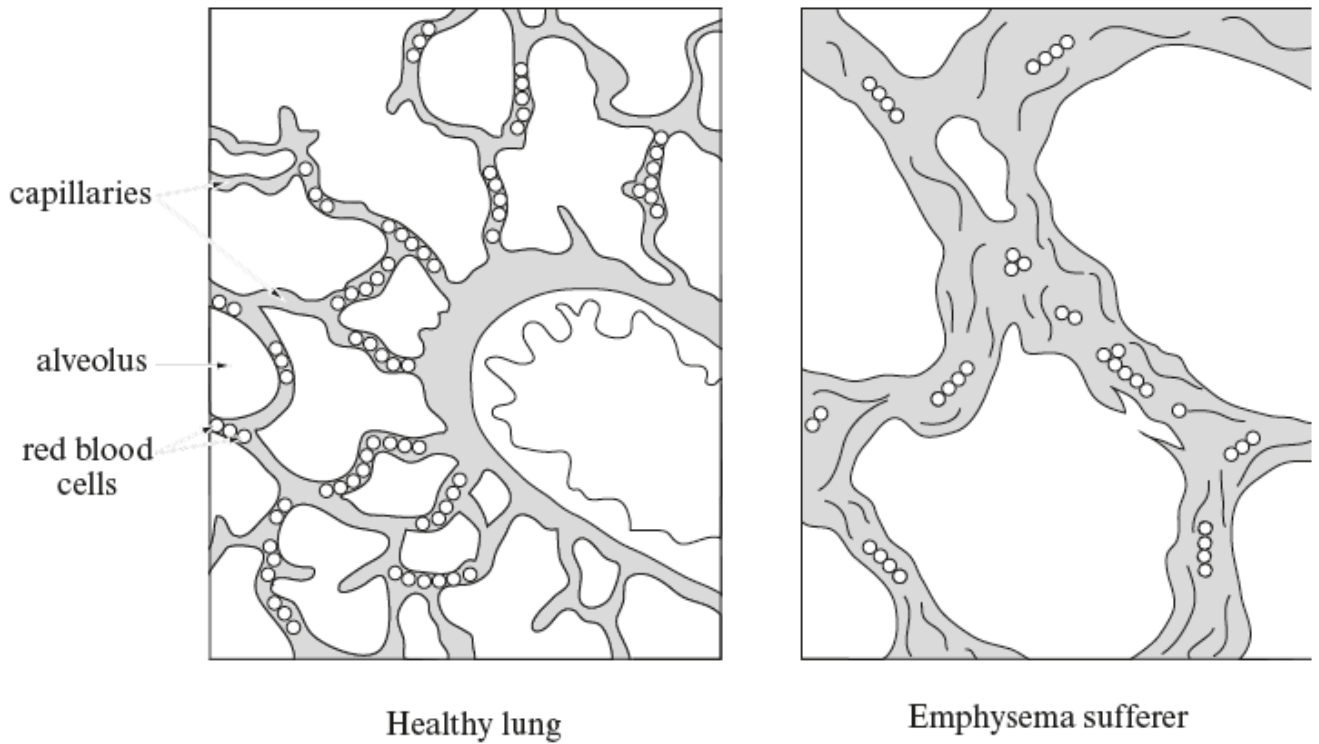 capillaries
alveolus
red blood
cells
Healthy lung
Emphysema sufferer